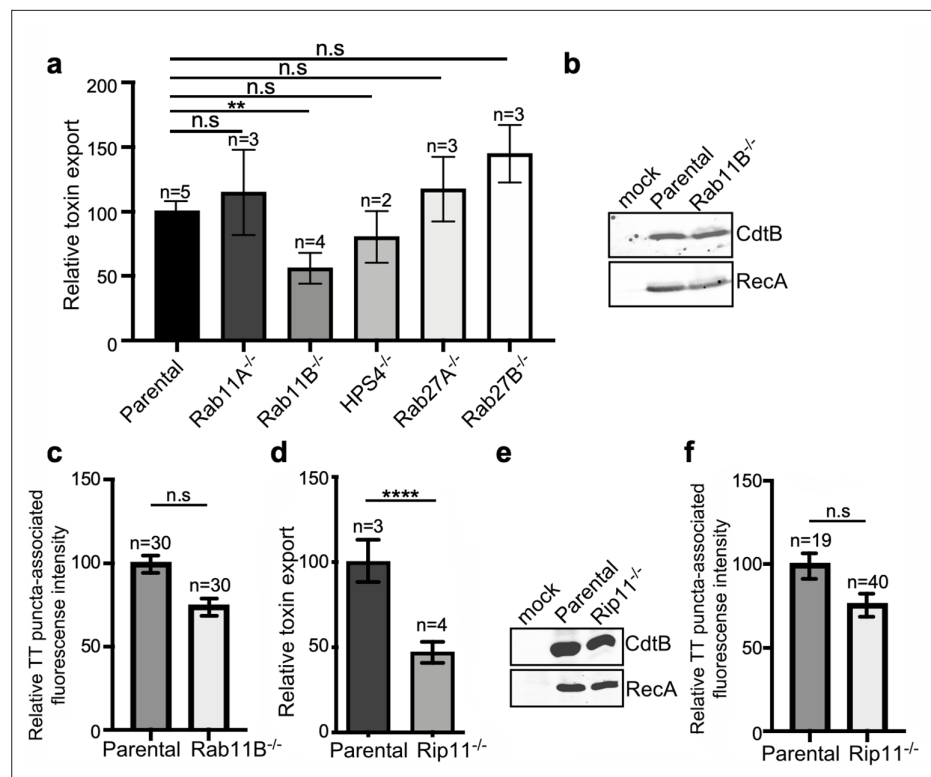 a
n.s
n.s
n.s
**
n.s
Relative toxin export
200
150
100
50
0
n=5
n=3
n=4
n=2
n=3
n=3
Parental
Rab11A-/-
Rab11B-/-
HPS4-/-
Rab27A-/-
Rab27B-/-
b
mock
Parental
Rab11B-/-
CdtB
RecA
c
Relative TT puncta-associated
fluorescense intensity
150
100
50
0
n.s
n=30
n=30
Parental Rab11B-/-
d
Relative toxin export
150
100
50
0
****
n=3
n=4
Parental Rip11-/-
e
mock
Parental
Rip11-/-
CdtB
RecA
f
Relative TT puncta-associated
fluorescense intensity
150
100
50
0
n.s
n=19
n=40
Parental Rip11-/-